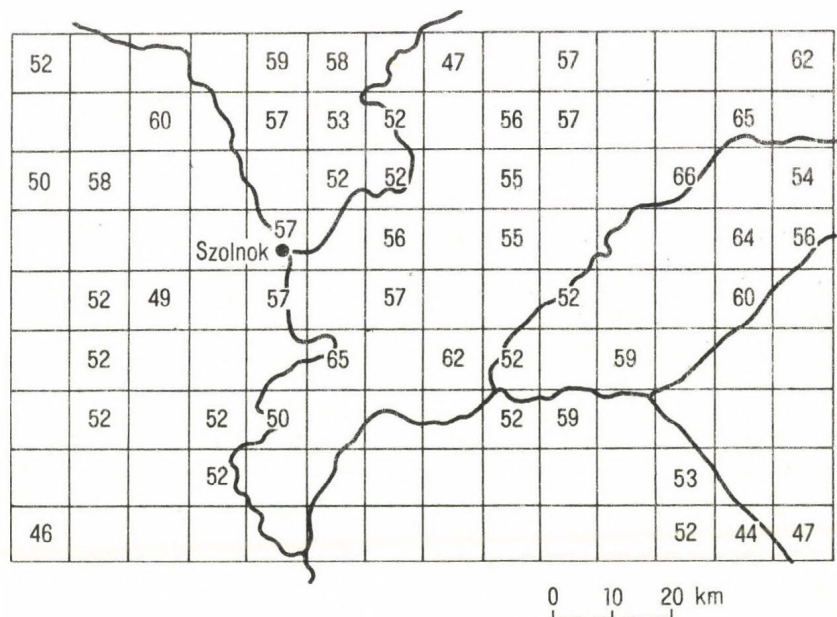 52 59 58 47 57 62
60 57 53 52 56 57 65
50 58 52 52 55 66 54
57 56 55 64 56
Szolnok
52 49 57 57 52 60
52 65 62 52 59
52 52 50 52 59
52 53
46 52 44 47
0 10 20 km